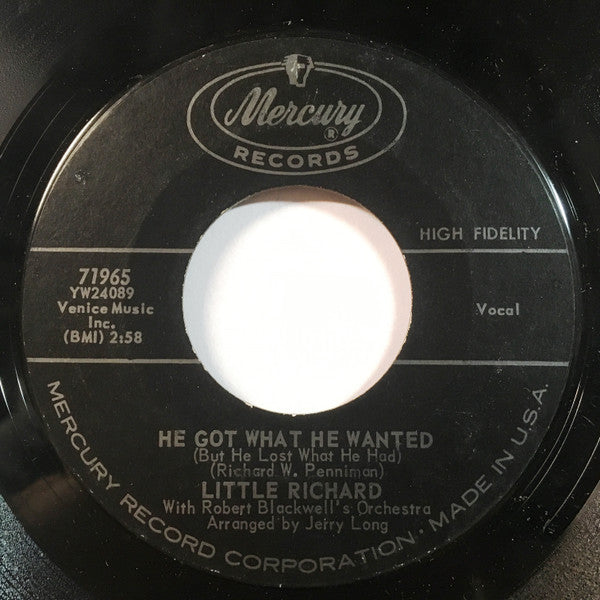 Mercury
®
RECORDS
HIGH FIDELITY
71965
YW24089
Venice Music
Inc.
(BMI) 2:58
Vocal
HE GOT WHAT HE WANTED
(But He Lost What He Had)
(Richard W. Penniman)
LITTLE RICHARD
With Robert Blackwell's Orchestra
Arranged by Jerry Long
MERCURY RECORD CORPORATION • MADE IN U.S.A.